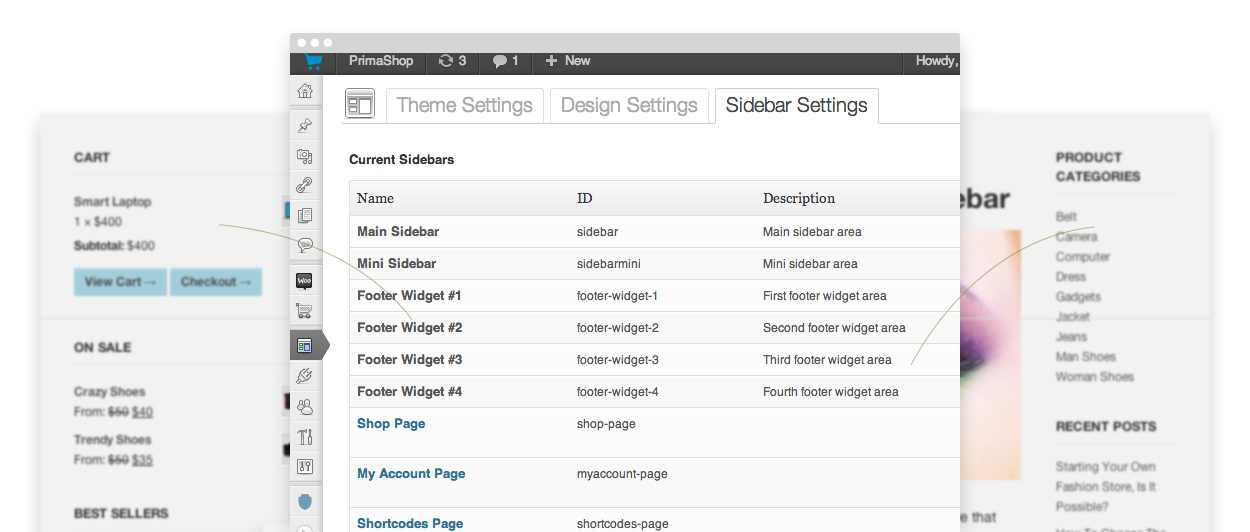 PrimaShop 3 1 + New Howdy,
Theme Settings Design Settings Sidebar Settings
Current Sidebars
Name ID Description
Main Sidebar sidebar Main sidebar area
Mini Sidebar sidebarmini Mini sidebar area
Footer Widget #1 footer-widget-1 First footer widget area
Footer Widget #2 footer-widget-2 Second footer widget area
Footer Widget #3 footer-widget-3 Third footer widget area
Footer Widget #4 footer-widget-4 Fourth footer widget area
Shop Page shop-page
My Account Page myaccount-page
Shortcodes Page shortcodes-page
Woo
CART
Smart Laptop
1 × $400
Subtotal: $400
View Cart → Checkout →
ON SALE
Crazy Shoes
From: $50 $40
Trendy Shoes
From: $50 $35
BEST SELLERS
ebar
e that
PRODUCT
CATEGORIES
Belt
Camera
Computer
Dress
Gadgets
Jacket
Jeans
Man Shoes
Woman Shoes
RECENT POSTS
Starting Your Own
Fashion Store, Is It
Possible?
How To Change The